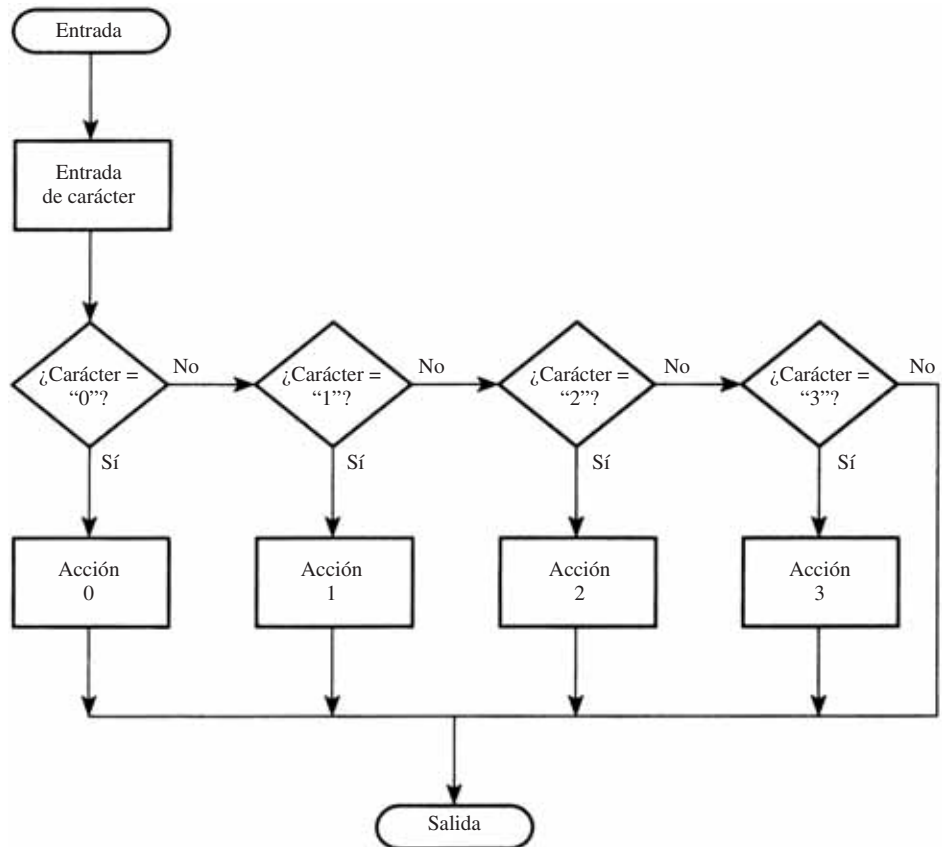 Entrada
Entrada
de carácter
¿Carácter =
“0”?
No
¿Carácter =
“1”?
No
¿Carácter =
“2”?
No
¿Carácter =
“3”?
No
Sí
Sí
Sí
Sí
Acción
0
Acción
1
Acción
2
Acción
3
Salida